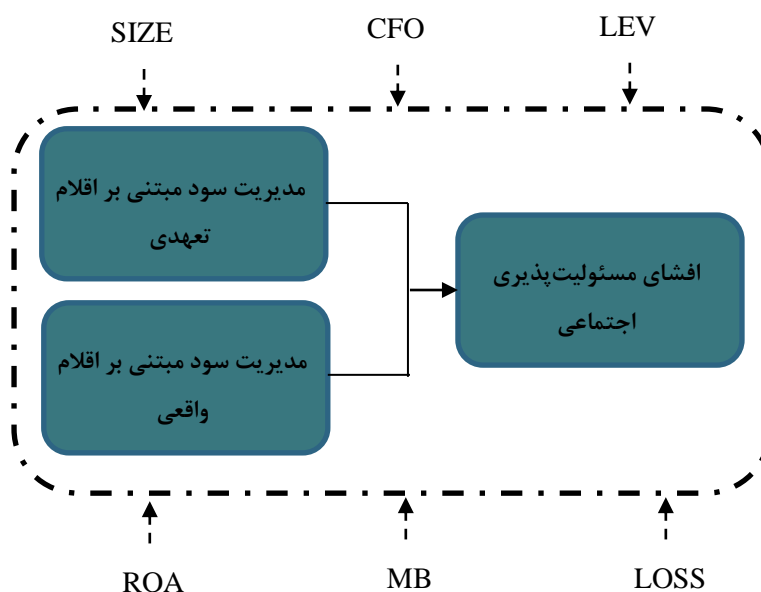 SIZE CFO LEV
مدیریت سود مبتنی بر اقلام
تعهدی
افشای مسئولیت‌پذیری
اجتماعی
مدیریت سود مبتنی بر اقلام
واقعی
ROA MB LOSS